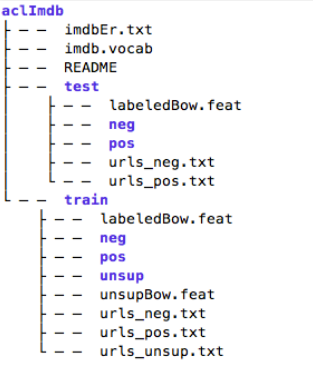 aclImdb
├ ─ ─ imdbEr.txt
├ ─ ─ imdb.vocab
├ ─ ─ README
├ ─ ─ test
│    ├ ─ ─ labeledBow.feat
│    ├ ─ ─ neg
│    ├ ─ ─ pos
│    ├ ─ ─ urls_neg.txt
│    └ ─ ─ urls_pos.txt
└ ─ ─ train
     ├ ─ ─ labeledBow.feat
     ├ ─ ─ neg
     ├ ─ ─ pos
     ├ ─ ─ unsup
     ├ ─ ─ unsupBow.feat
     ├ ─ ─ urls_neg.txt
     ├ ─ ─ urls_pos.txt
     └ ─ ─ urls_unsup.txt